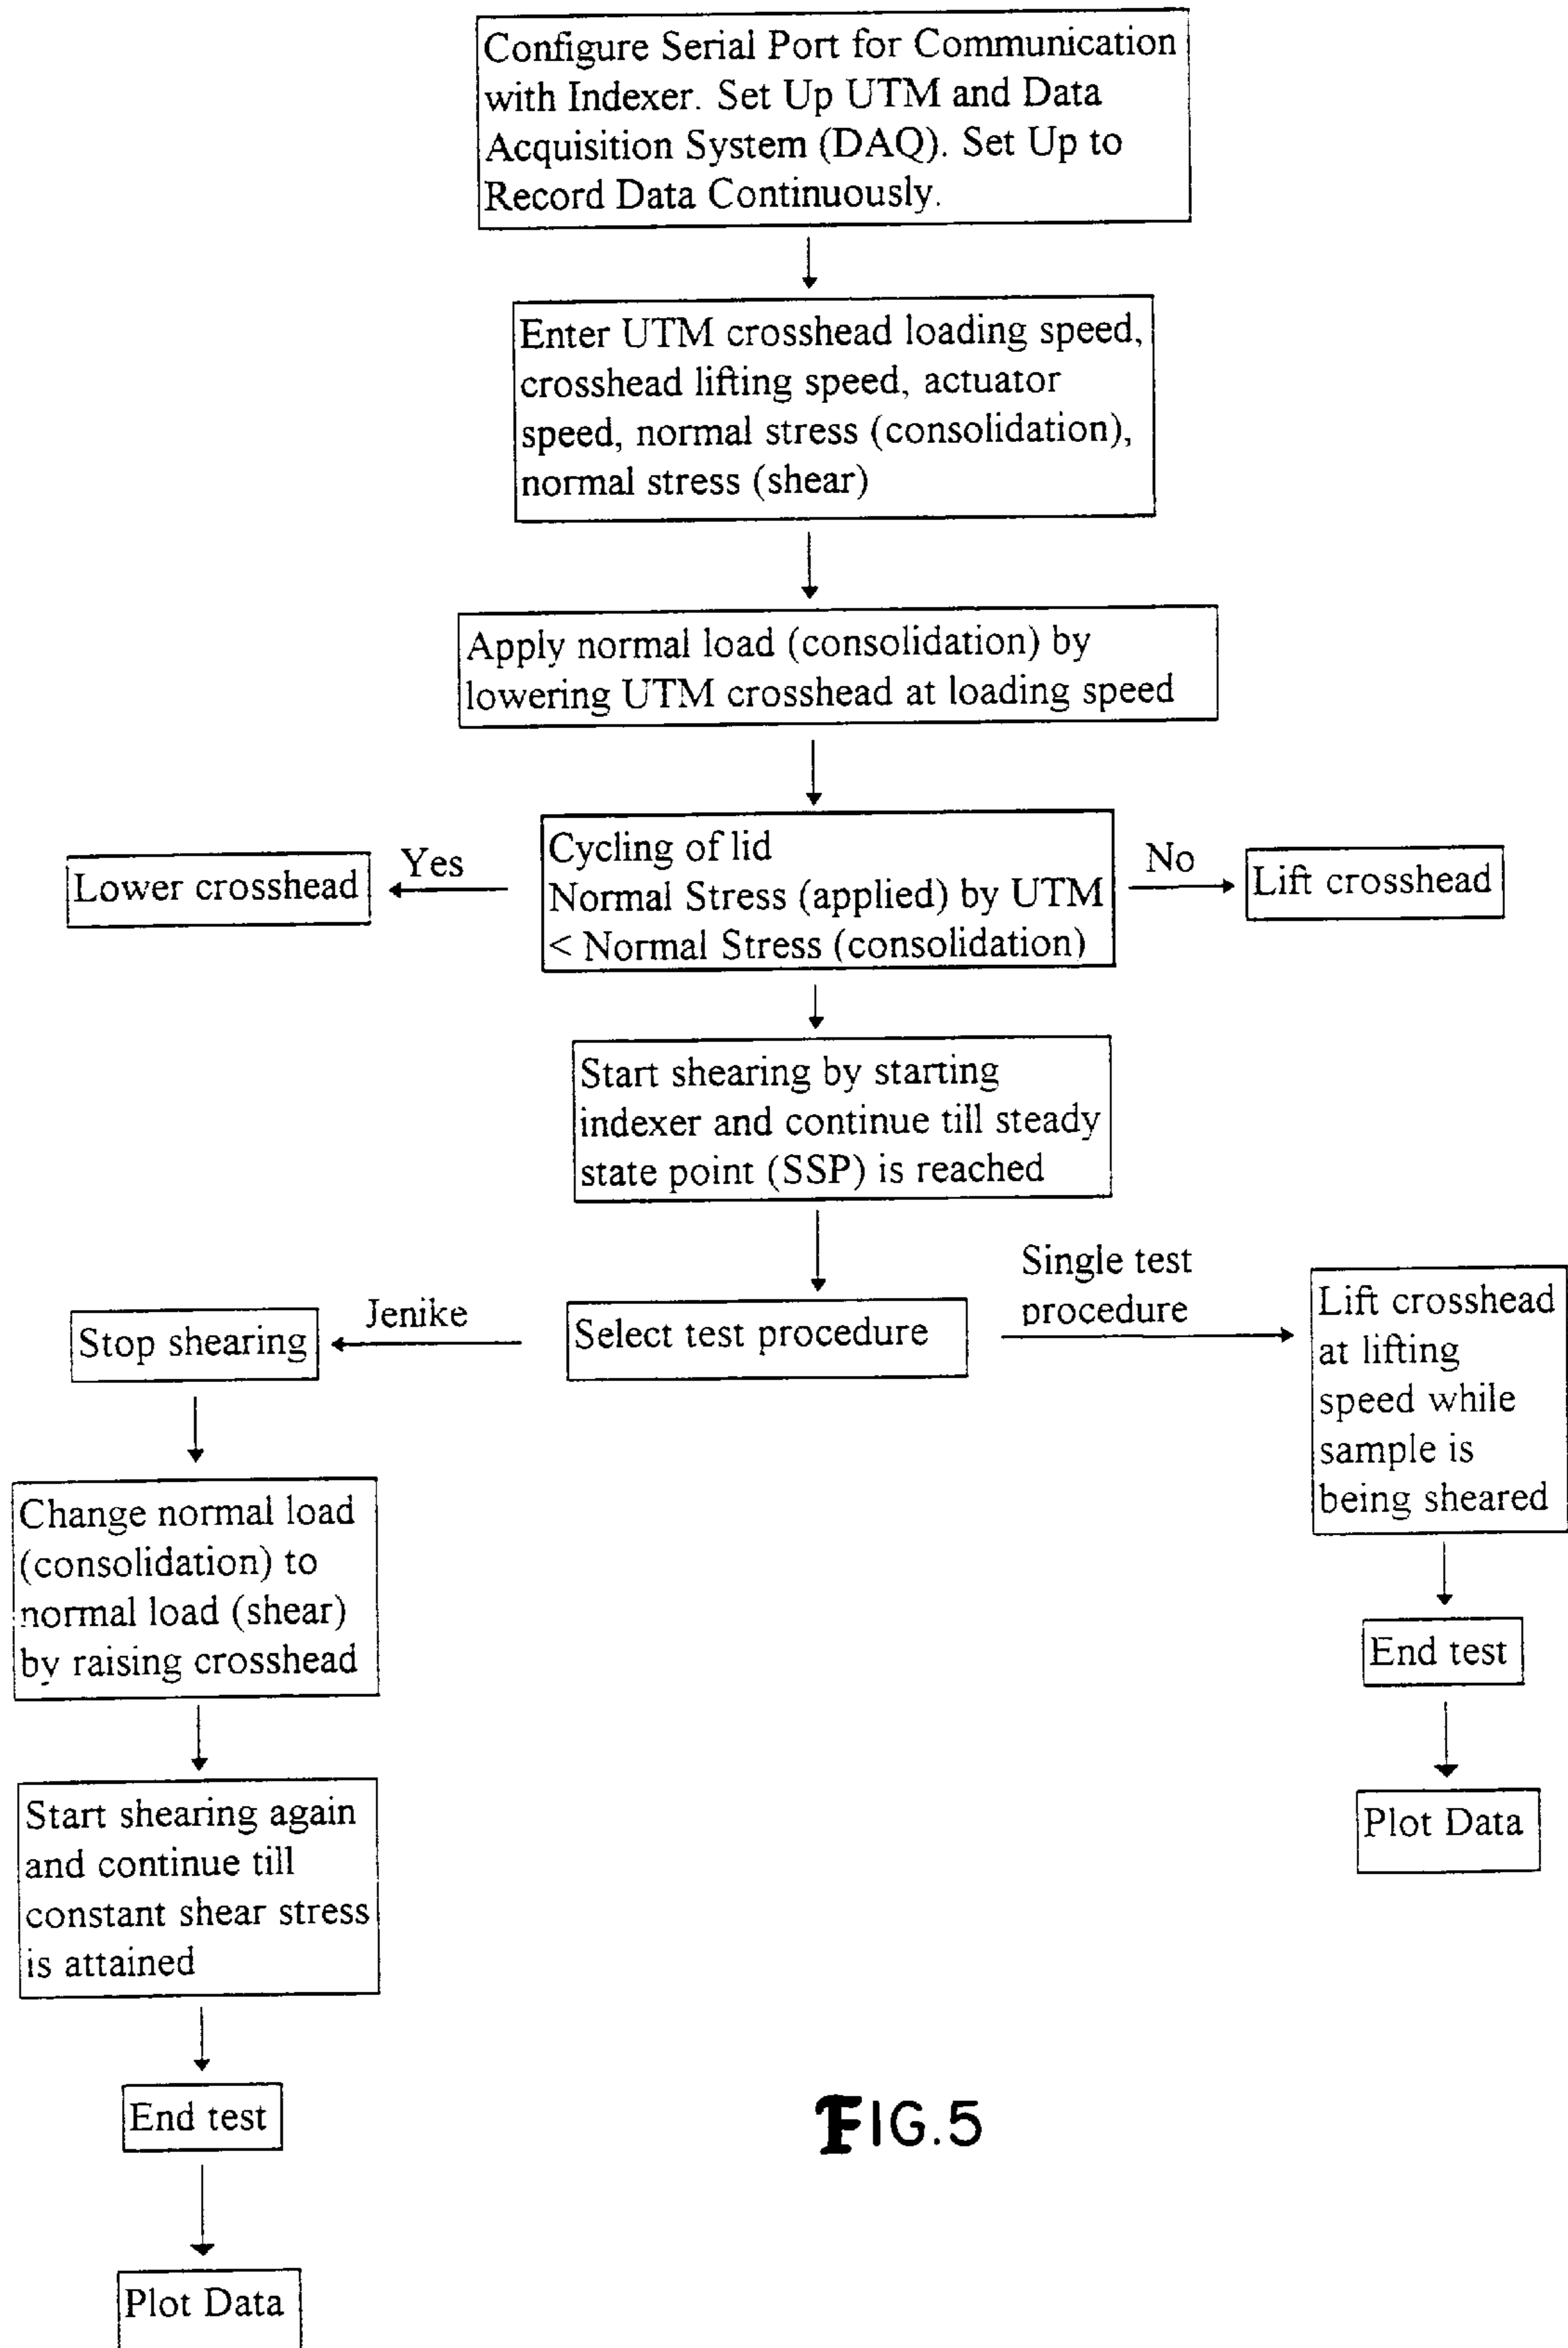 Configure Serial Port for Communication
with Indexer. Set Up UTM and Data
Acquisition System (DAQ). Set Up to
Record Data Continuously.
Enter UTM crosshead loading speed,
crosshead lifting speed, actuator
speed, normal stress (consolidation),
normal stress (shear)
Apply normal load (consolidation) by
lowering UTM crosshead at loading speed
Cycling of lid
Normal Stress (applied) by UTM
< Normal Stress (consolidation)
Yes
Lower crosshead
No
Lift crosshead
Start shearing by starting
indexer and continue till steady
state point (SSP) is reached
Select test procedure
Jenike
Stop shearing
Change normal load
(consolidation) to
normal load (shear)
by raising crosshead
Start shearing again
and continue till
constant shear stress
is attained
End test
Plot Data
Single test
procedure
Lift crosshead
at lifting
speed while
sample is
being sheared
End test
Plot Data
FIG.5